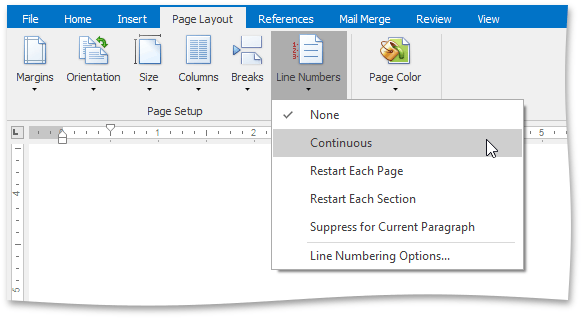 File Home Insert Page Layout References Mail Merge Review View
Margins Orientation Size Columns Breaks Line Numbers Page Color
Page Setup
None
L 1 2 5
Continuous
Restart Each Page
4
Restart Each Section
Suppress for Current Paragraph
Line Numbering Options...
5